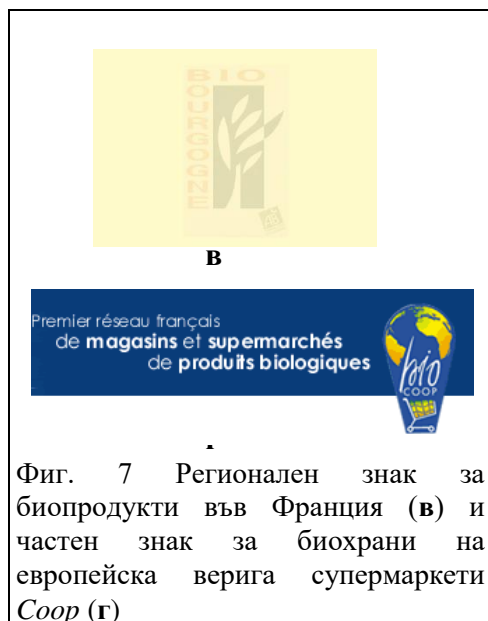 BIO
BOURGOGNE
в
Premier réseau français
de magasins et supermarchés
de produits biologiques
bio
COOP
Фиг. 7 Регионален знак за
биопродукти във Франция (в) и
частен знак за биохрани на
европейска верига супермаркети
Coop (г)